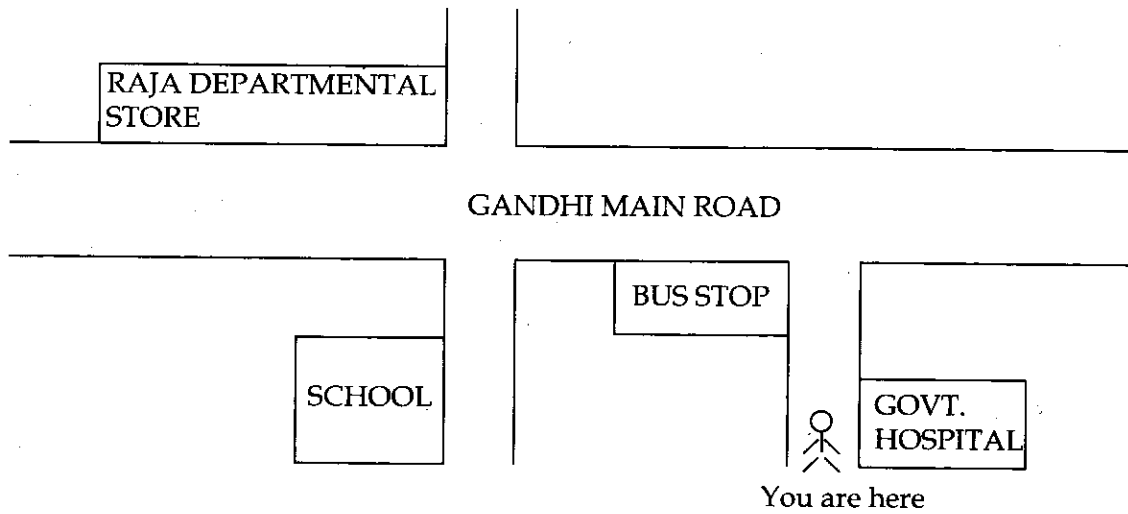 RAJA DEPARTMENTAL
STORE
GANDHI MAIN ROAD
BUS STOP
SCHOOL
GOVT.
HOSPITAL
You are here